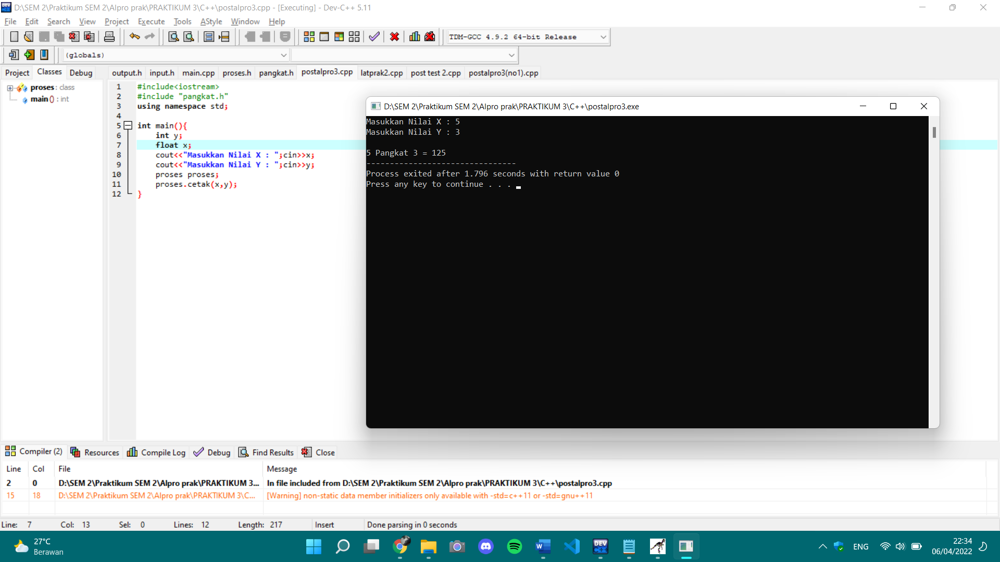 D:\SEM 2\Praktikum SEM 2\Alpro prak\PRAKTIKUM 3\C++\postalpro3.cpp - [Executing] - Dev-C++ 5.11
File Edit Search View Project Execute Tools AStyle Window Help
TDM-GCC 4.9.2 64-bit Release
(globals)
Project Classes Debug
output.h input.h main.cpp proses.h pangkat.h postalpro3.cpp latprak2.cpp post test 2.cpp postalpro3(no1).cpp
proses : class
main () : int
1 #include<iostream>
2 #include "pangkat.h"
3 using namespace std;
4
5 int main(){
6 int y;
7 float x;
8 cout<<"Masukkan Nilai X : ";cin>>x;
9 cout<<"Masukkan Nilai Y : ";cin>>y;
10 proses proses;
11 proses.cetak(x,y);
12 }
D:\SEM 2\Praktikum SEM 2\Alpro prak\PRAKTIKUM 3\C++\postalpro3.exe
Masukkan Nilai X : 5
Masukkan Nilai Y : 3
5 Pangkat 3 = 125
--------------------------------
Process exited after 1.796 seconds with return value 0
Press any key to continue . . .
Compiler (2) Resources Compile Log Debug Find Results Close
Line Col File Message
2 0 D:\SEM 2\Praktikum SEM 2\Alpro prak\PRAKTIKUM 3... In file included from D:\SEM 2\Praktikum SEM 2\Alpro prak\PRAKTIKUM 3\C++\postalpro3.cpp
15 18 D:\SEM 2\Praktikum SEM 2\Alpro prak\PRAKTIKUM 3\C... [Warning] non-static data member initializers only available with -std=c++11 or -std=gnu++11
Line: 7 Col: 13 Sel: 0 Lines: 12 Length: 217 Insert Done parsing in 0 seconds
27°C
Berawan
DEV
W
ENG
22:34
06/04/2022